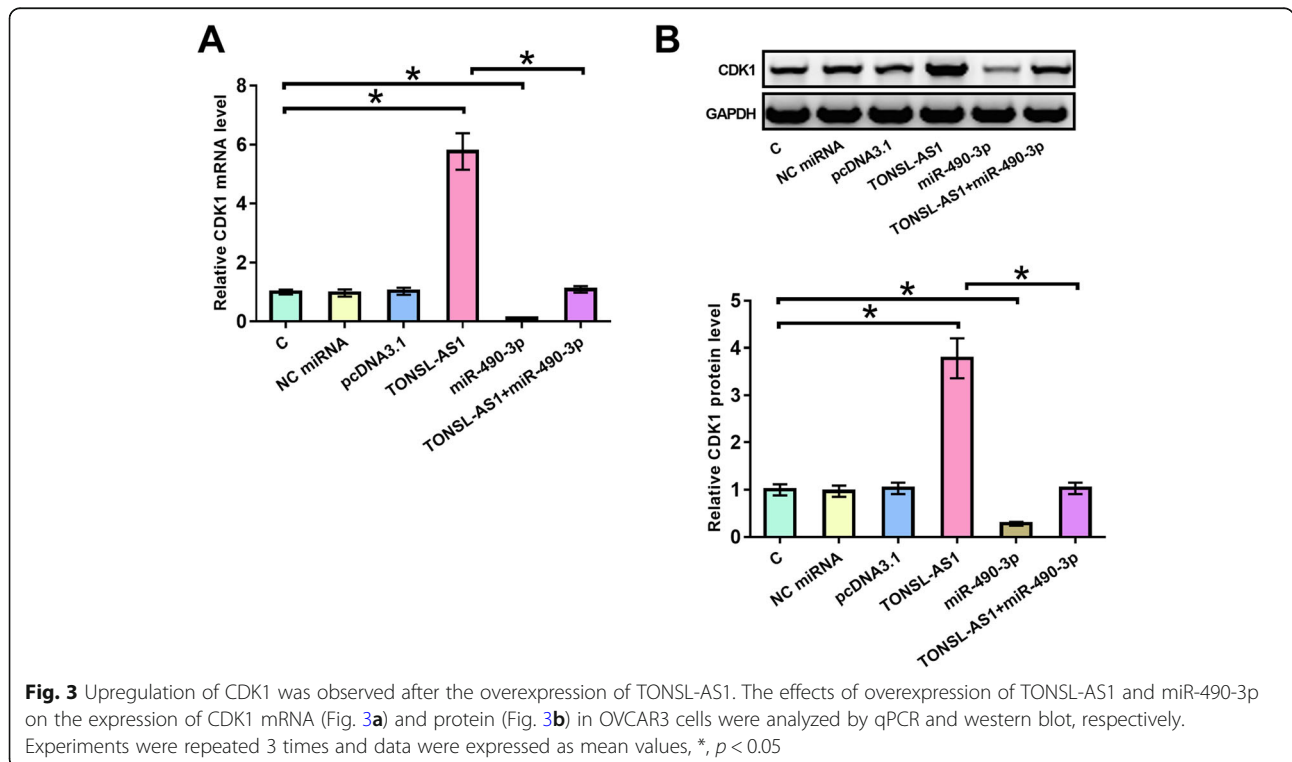 A
*
*
*
Relative CDK1 mRNA level
8
6
4
2
0
C
NC miRNA
pcDNA3.1
TONSL-AS1
miR-490-3p
TONSL-AS1+miR-490-3p
B
CDK1
GAPDH
C
NC miRNA
pcDNA3.1
TONSL-AS1
miR-490-3p
TONSL-AS1+miR-490-3p
*
*
*
Relative CDK1 protein level
5
4
3
2
1
0
C
NC miRNA
pcDNA3.1
TONSL-AS1
miR-490-3p
TONSL-AS1+miR-490-3p
Fig. 3 Upregulation of CDK1 was observed after the overexpression of TONSL-AS1. The effects of overexpression of TONSL-AS1 and miR-490-3p
on the expression of CDK1 mRNA (Fig. 3a) and protein (Fig. 3b) in OVCAR3 cells were analyzed by qPCR and western blot, respectively.
Experiments were repeated 3 times and data were expressed as mean values, *, p < 0.05